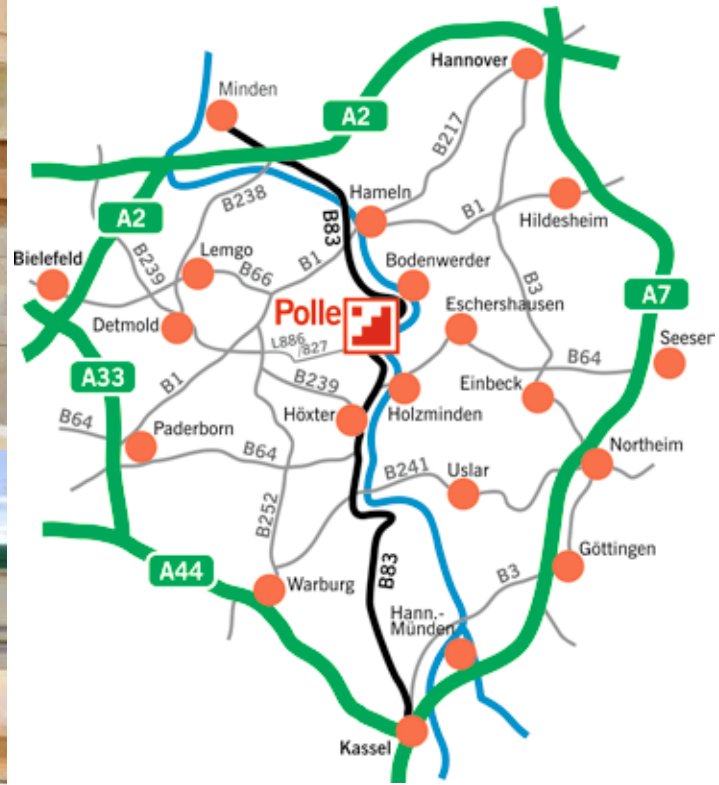 Hannover
Minden
A2
B217
B238
Hameln
B1
Hildesheim
A2
B83
B239
Lemgo
B66
B1
Bodenwerder
B3
Bielefeld
Polle
Eschershausen
A7
Detmold
L886/827
Seesen
B64
A33
B1
B239
Einbeck
Höxter
Holzminden
B64
Paderborn
B64
Northeim
B241
Uslar
B252
Göttingen
A44
B83
B3
Warburg
Hann.-
Münden
Kassel